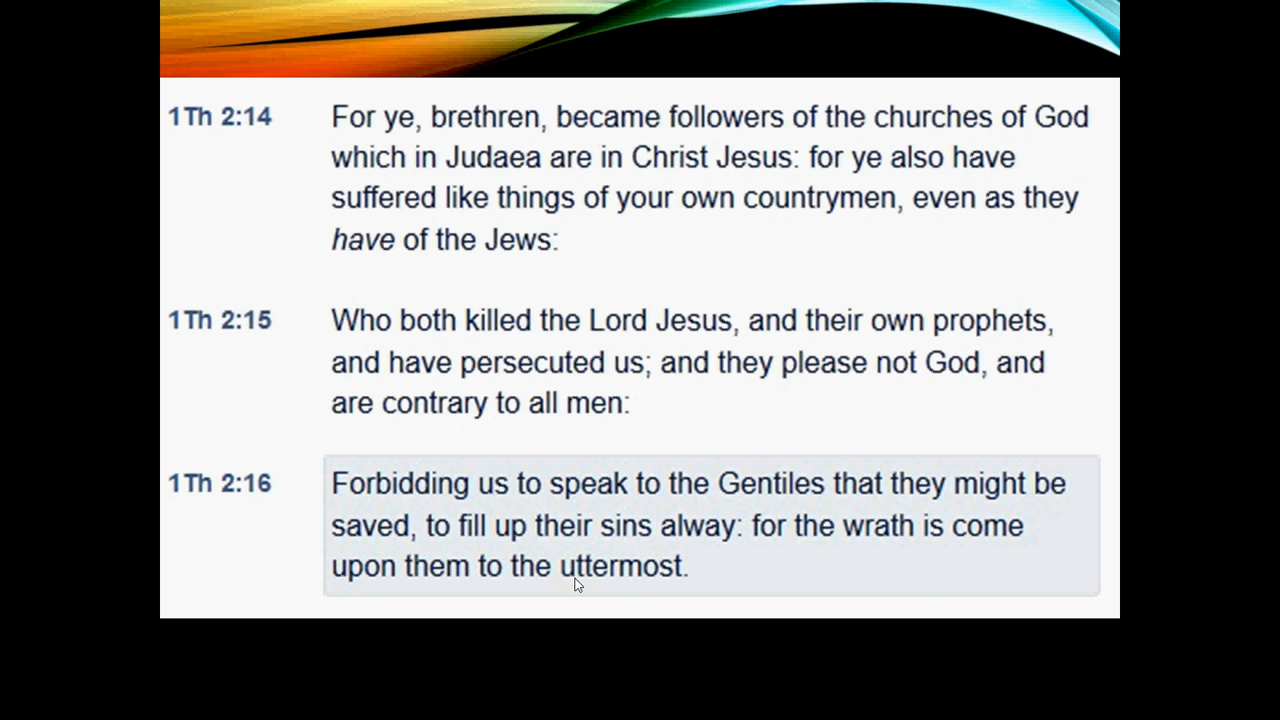 1Th 2:14 For ye, brethren, became followers of the churches of God
which in Judaea are in Christ Jesus: for ye also have
suffered like things of your own countrymen, even as they
have of the Jews:
1Th 2:15 Who both killed the Lord Jesus, and their own prophets,
and have persecuted us; and they please not God, and
are contrary to all men:
1Th 2:16 Forbidding us to speak to the Gentiles that they might be
saved, to fill up their sins alway: for the wrath is come
upon them to the uttermost.